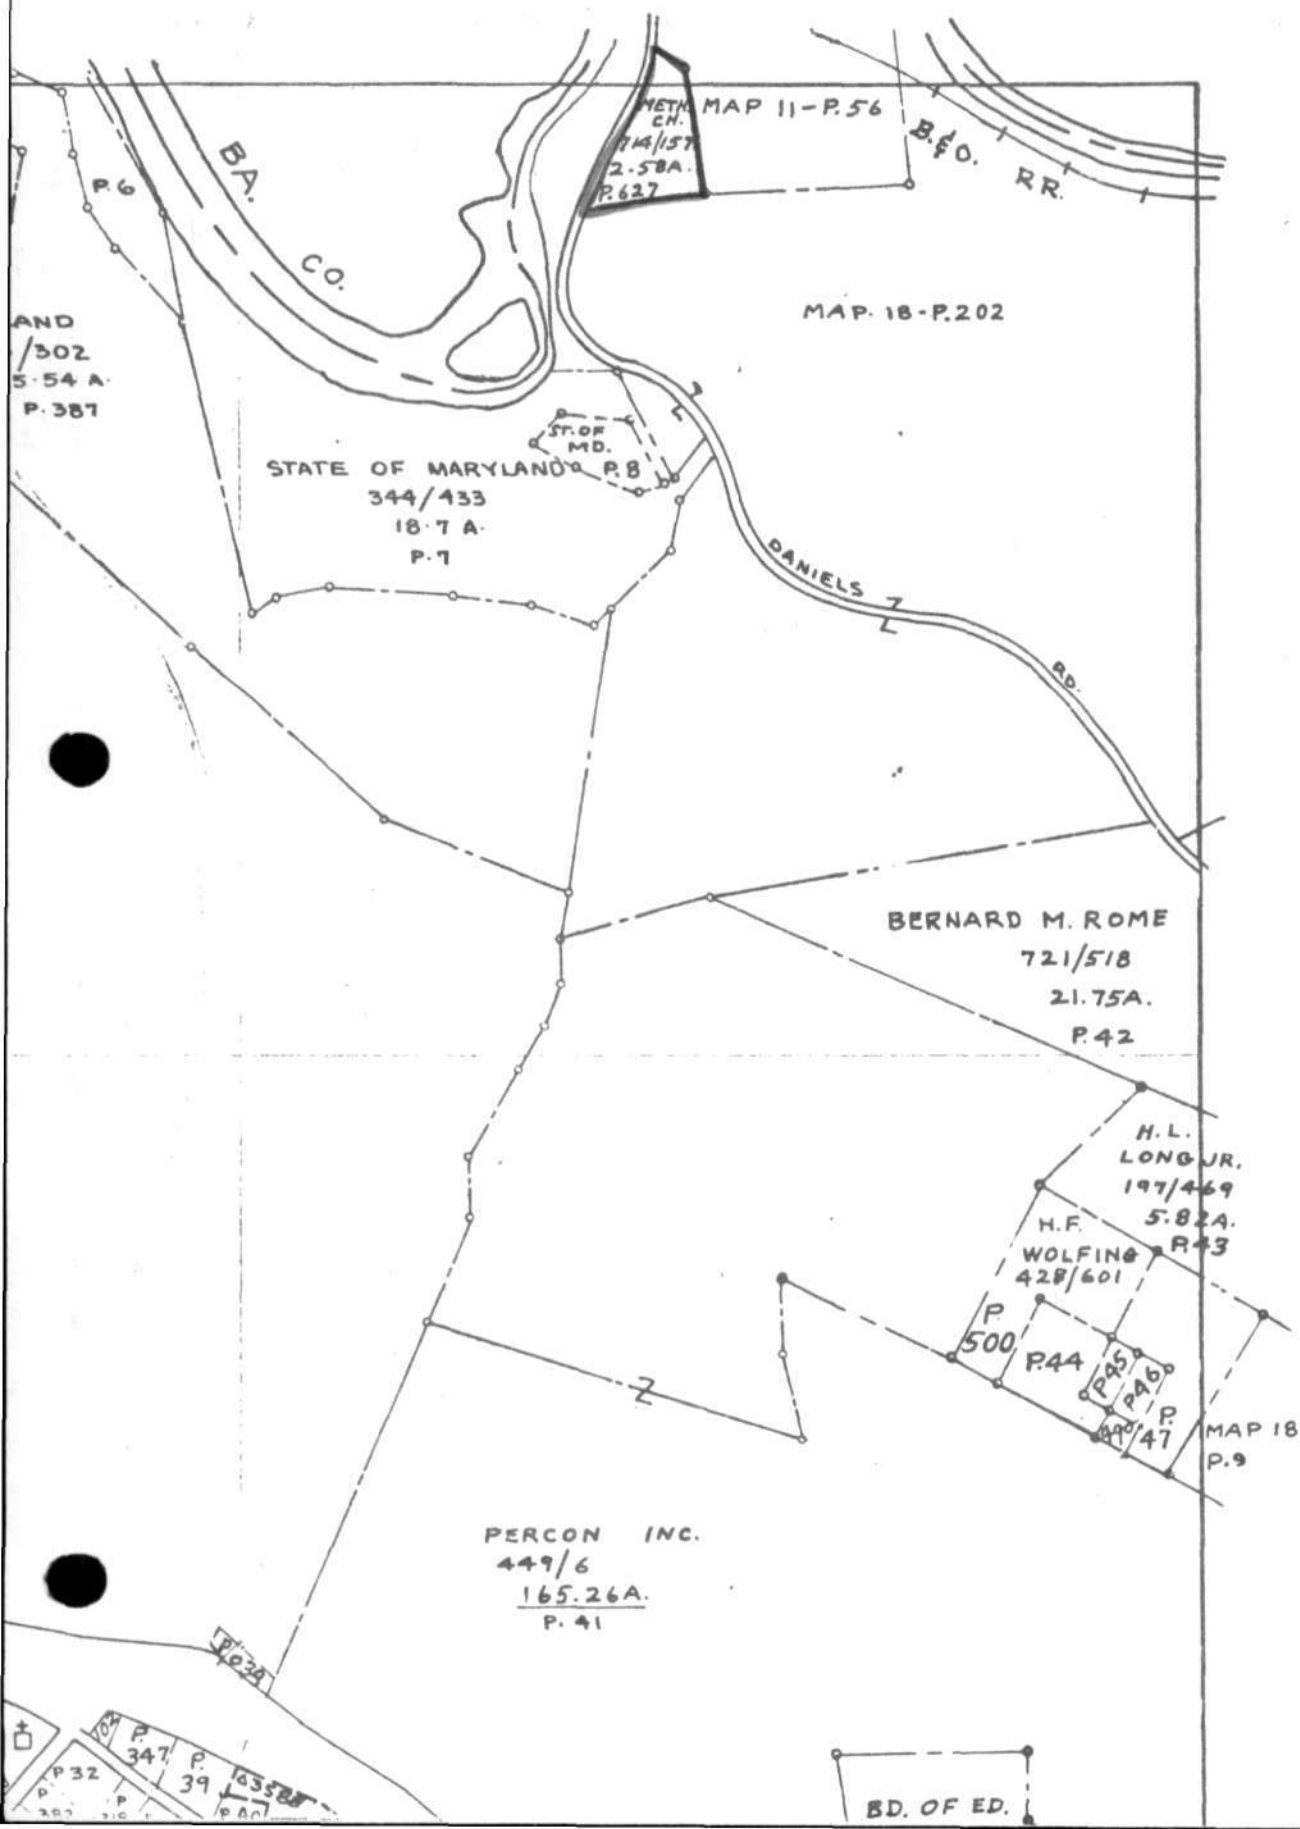 METH. MAP 11-P.56
CH.
714/157
2.58A.
P.627
B.&O. RR.
P.6
BA. CO.
MAP. 18-P.202
AND
/302
5.54 A.
P.387
ST. OF
MD.
P.8
STATE OF MARYLAND
344/433
18.7 A.
P.7
DANIELS RD.
BERNARD M. ROME
721/518
21.75A.
P.42
H.L.
LONG JR.
197/469
5.82A.
P.43
H.F.
WOLFING
428/601
P.
500
P.44
P.45
P.46
P.
47
MAP 18
P.9
PERCON INC.
449/6
165.26A.
P. 41
P.
347
P.
39
P32
BD. OF ED.